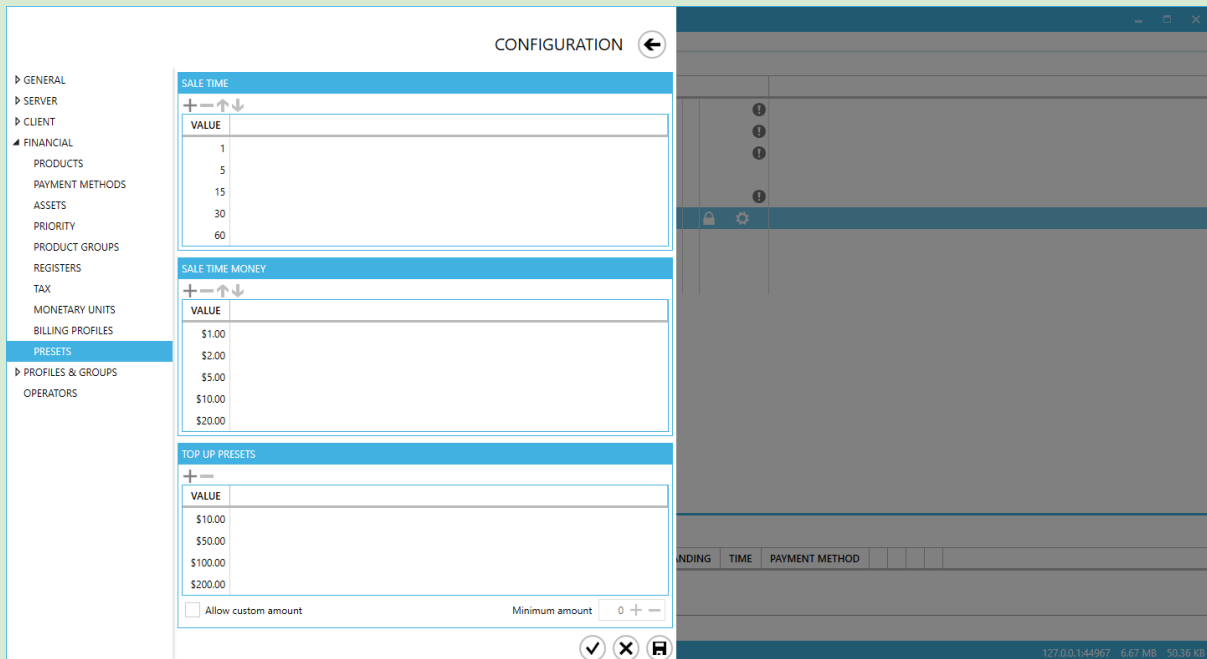 CONFIGURATION
GENERAL
SERVER
CLIENT
FINANCIAL
PRODUCTS
PAYMENT METHODS
ASSETS
PRIORITY
PRODUCT GROUPS
REGISTERS
TAX
MONETARY UNITS
BILLING PROFILES
PRESETS
PROFILES & GROUPS
OPERATORS
SALE TIME
VALUE
1
5
15
30
60
SALE TIME MONEY
VALUE
$1.00
$2.00
$5.00
$10.00
$20.00
TOP UP PRESETS
VALUE
$10.00
$50.00
$100.00
$200.00
Allow custom amount Minimum amount 0
NDING TIME PAYMENT METHOD
127.0.0.1:44967 6.67 MB 50.36 KB